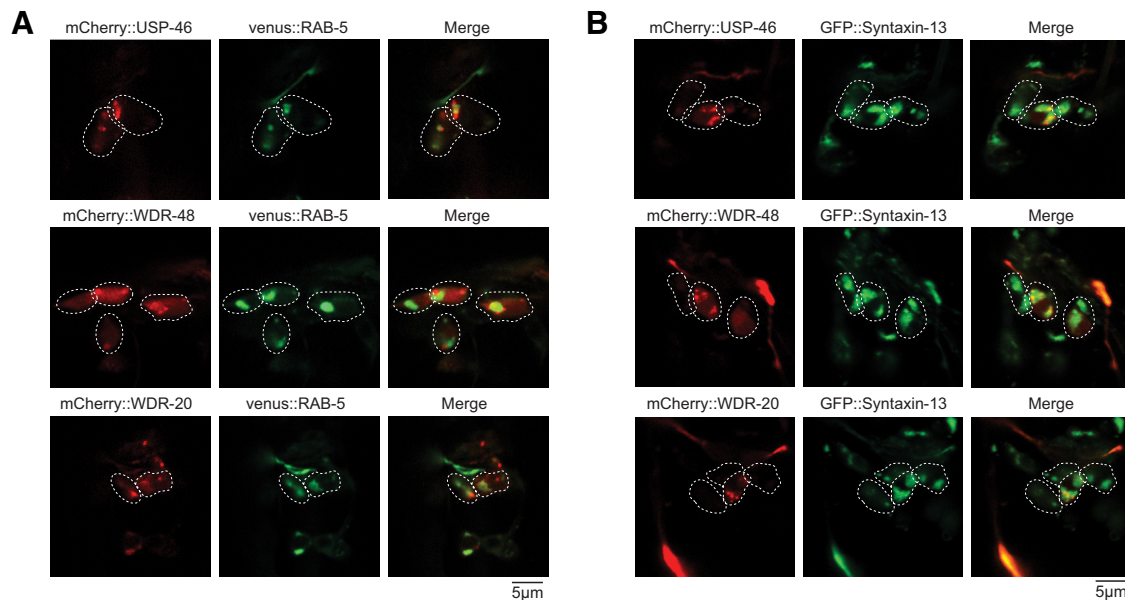 A
B
mCherry::USP-46 venus::RAB-5 Merge
mCherry::USP-46 GFP::Syntaxin-13 Merge
mCherry::WDR-48 venus::RAB-5 Merge
mCherry::WDR-48 GFP::Syntaxin-13 Merge
mCherry::WDR-20 venus::RAB-5 Merge
mCherry::WDR-20 GFP::Syntaxin-13 Merge
5μm
5μm